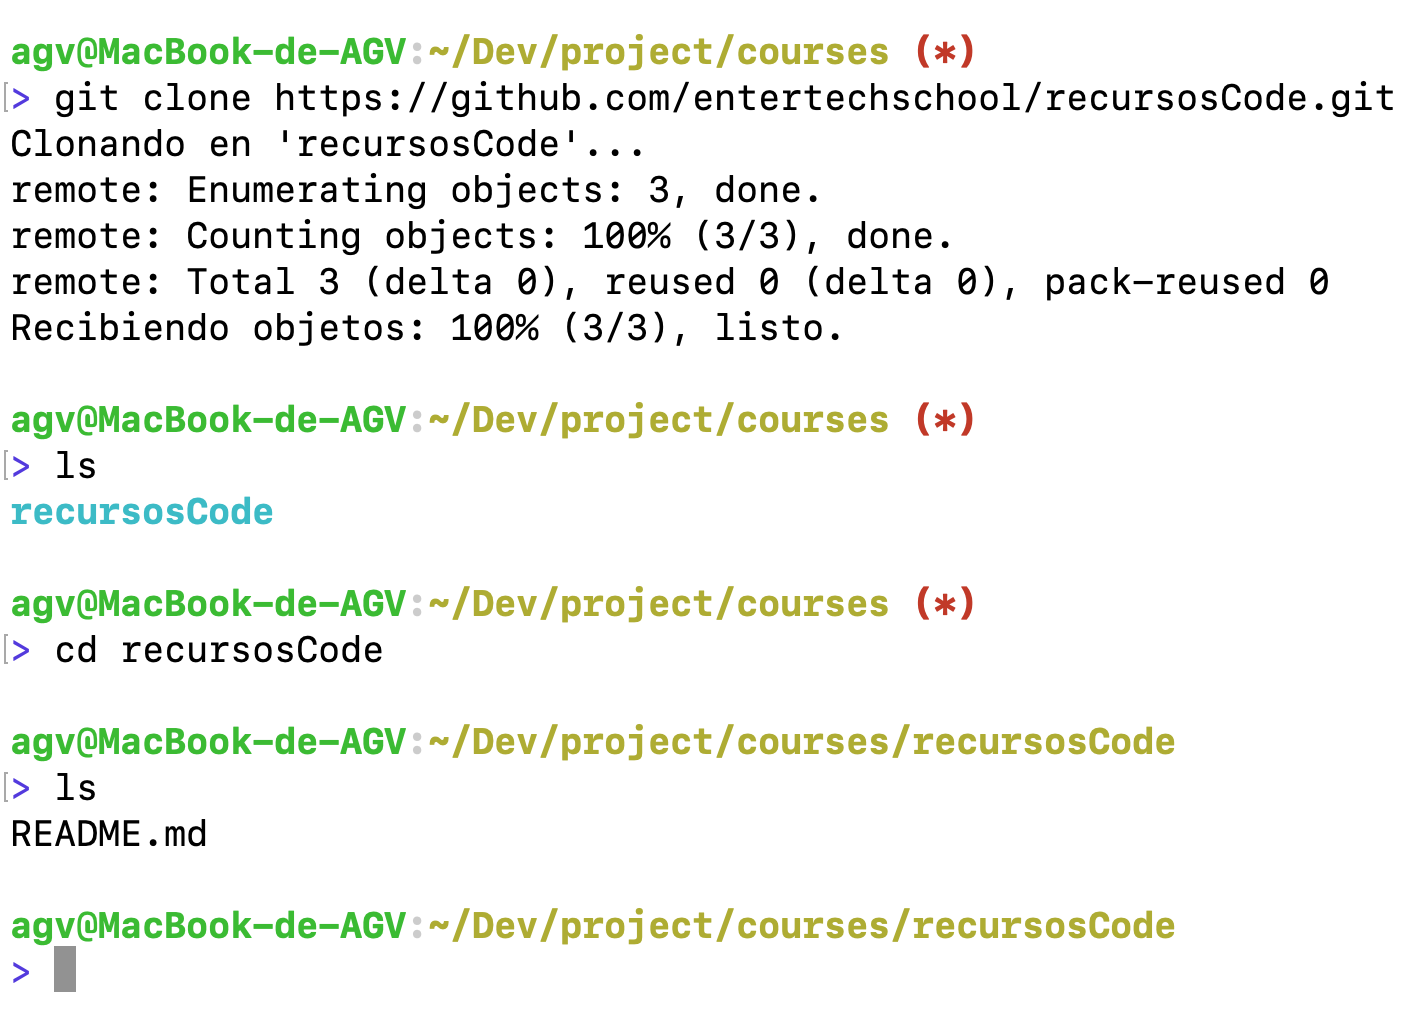 agv@MacBook-de-AGV:~/Dev/project/courses (*)
[> git clone https://github.com/entertechschool/recursosCode.git
Clonando en 'recursosCode'...
remote: Enumerating objects: 3, done.
remote: Counting objects: 100% (3/3), done.
remote: Total 3 (delta 0), reused 0 (delta 0), pack-reused 0
Recibiendo objetos: 100% (3/3), listo.
agv@MacBook-de-AGV:~/Dev/project/courses (*)
[> ls
recursosCode
agv@MacBook-de-AGV:~/Dev/project/courses (*)
[> cd recursosCode
agv@MacBook-de-AGV:~/Dev/project/courses/recursosCode
[> ls
README.md
agv@MacBook-de-AGV:~/Dev/project/courses/recursosCode
>